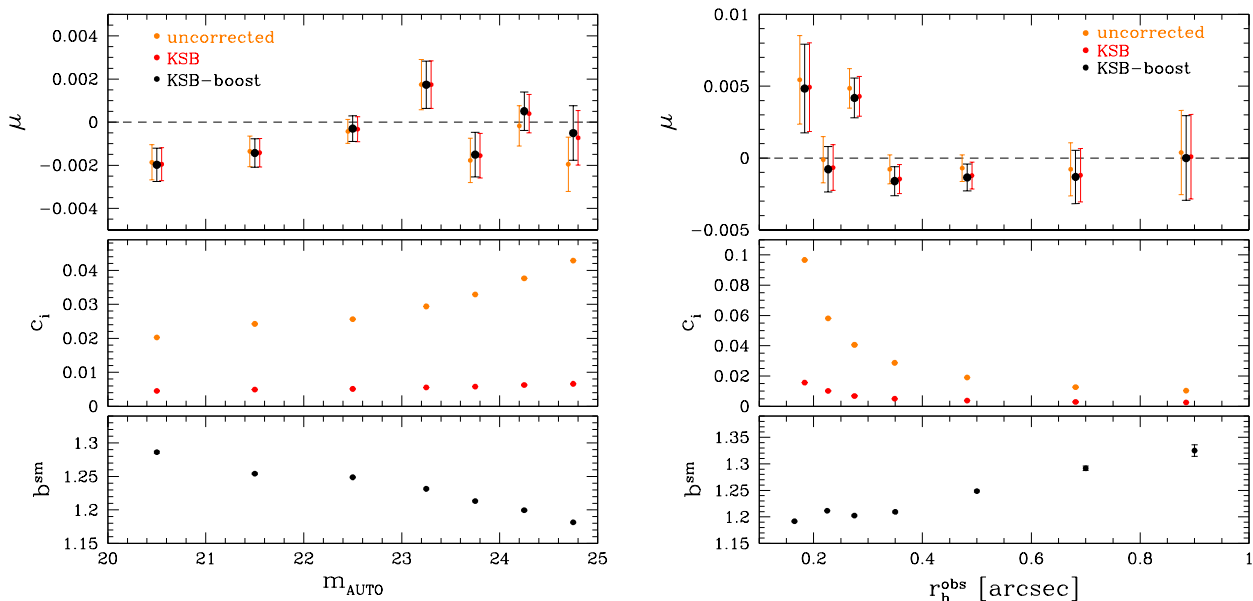 0.004
0.002
0
−0.002
−0.004
μ
uncorrected
KSB
KSB−boost
0.04
0.03
0.02
0.01
0
c_i
1.3
1.25
1.2
1.15
b^sm
20 21 22 23 24 25
m_AUTO
0.01
0.005
0
−0.005
μ
uncorrected
KSB
KSB−boost
0.1
0.08
0.06
0.04
0.02
0
c_i
1.35
1.3
1.25
1.2
1.15
b^sm
0.2 0.4 0.6 0.8 1
r_h^obs [arcsec]